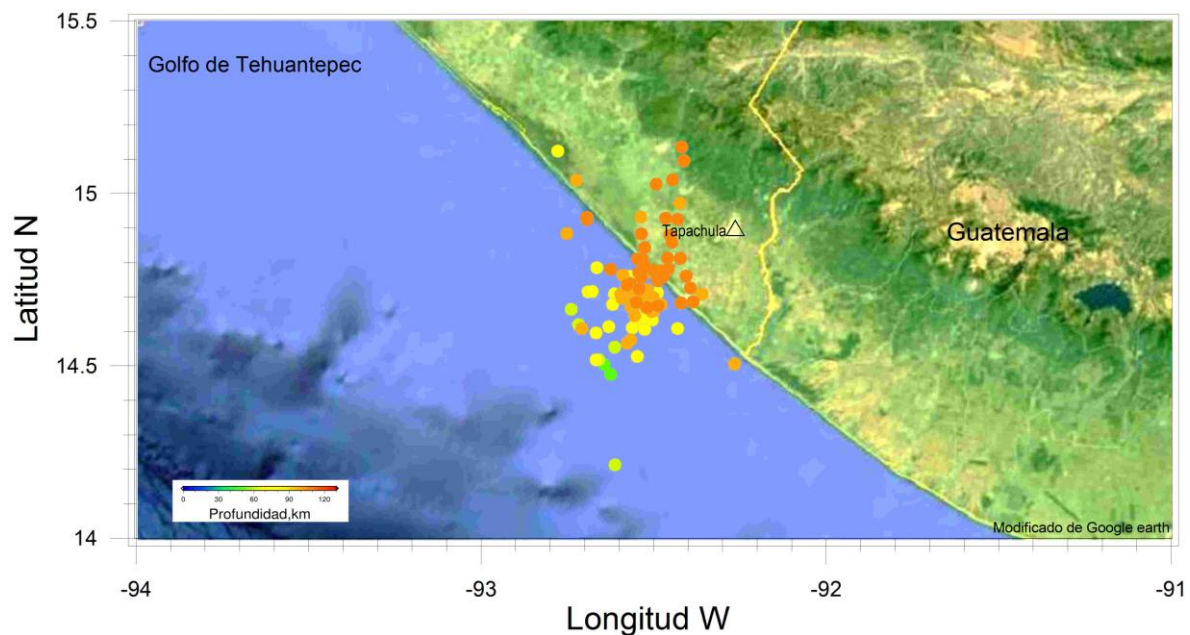 15.5
Golfo de Tehuantepec
15
Tapachula
Guatemala
Latitud N
14.5
0 30 60 90 120
Profundidad,km
Modificado de Google earth
14
-94 -93 -92 -91
Longitud W